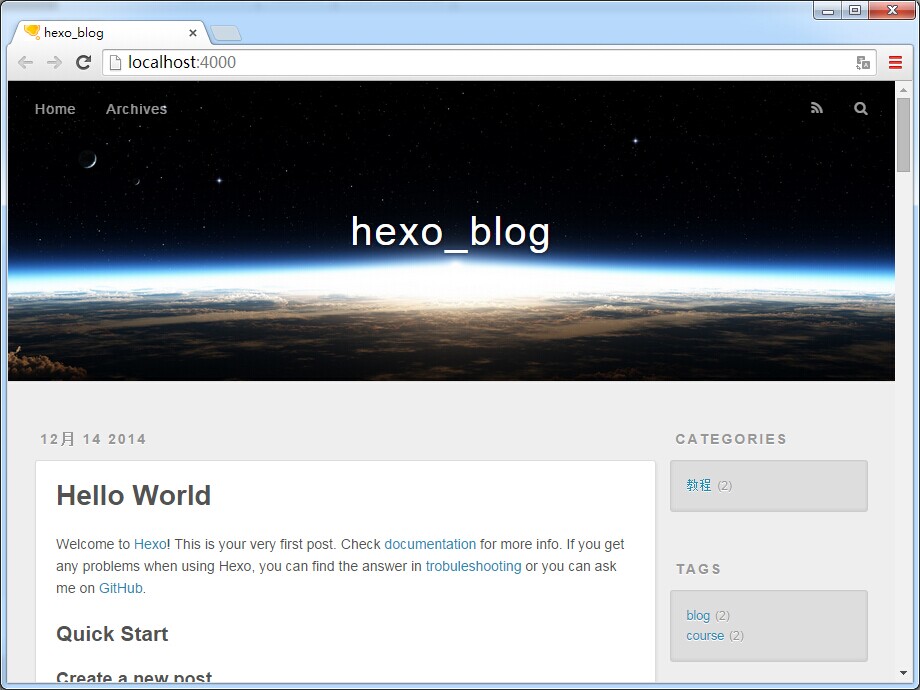 hexo_blog
localhost:4000
Home Archives
hexo_blog
12月 14 2014
Hello World
Welcome to Hexo! This is your very first post. Check documentation for more info. If you get
any problems when using Hexo, you can find the answer in trobuleshooting or you can ask
me on GitHub.
Quick Start
Create a new post
CATEGORIES
教程 (2)
TAGS
blog (2)
course (2)